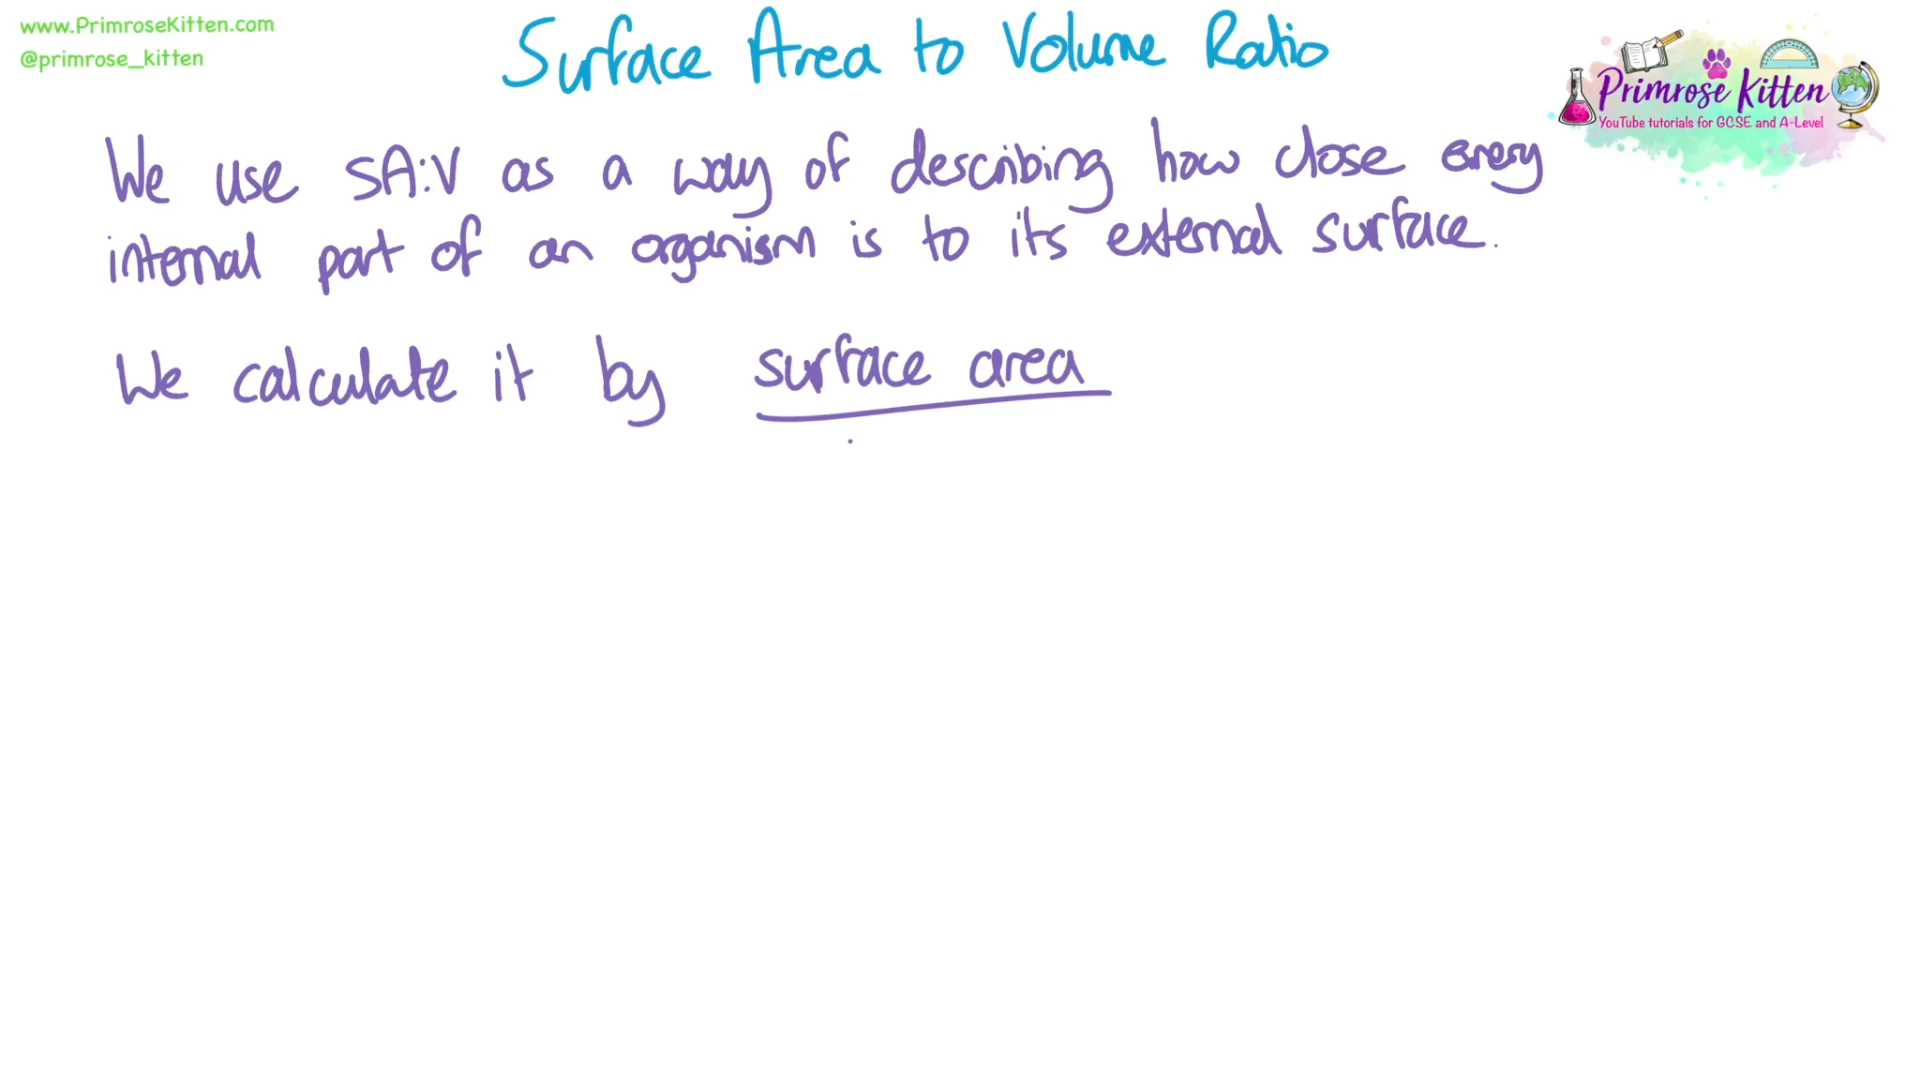 www.PrimroseKitten.com
@primrose_kitten
Surface Area to Volume Ratio
Primrose Kitten
YouTube tutorials for GCSE and A-Level
We use SA:V as a way of describing how close every
internal part of an organism is to its external surface.
We calculate it by surface area